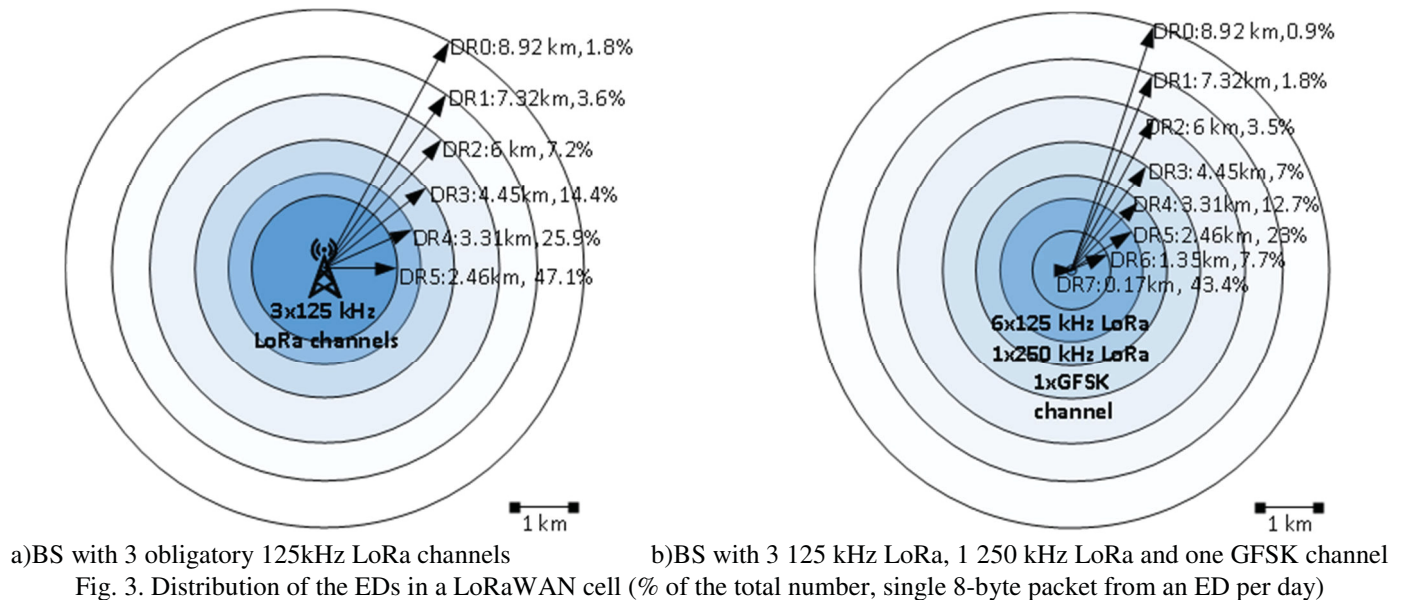 DR0:8.92 km,1.8%
DR1:7.32km,3.6%
DR2:6 km,7.2%
DR3:4.45km,14.4%
DR4:3.31km,25.9%
DR5:2.46km, 47.1%
3x125 kHz
LoRa channels
1 km
DR0:8.92 km,0.9%
DR1:7.32km,1.8%
DR2:6 km,3.5%
DR3:4.45km,7%
DR4:3.31km,12.7%
DR5:2.46km, 23%
DR6:1.35km,7.7%
DR7:0.17km, 43.4%
6x125 kHz LoRa
1x250 kHz LoRa
1xGFSK
channel
1 km
a)BS with 3 obligatory 125kHz LoRa channels
b)BS with 3 125 kHz LoRa, 1 250 kHz LoRa and one GFSK channel
Fig. 3. Distribution of the EDs in a LoRaWAN cell (% of the total number, single 8-byte packet from an ED per day)